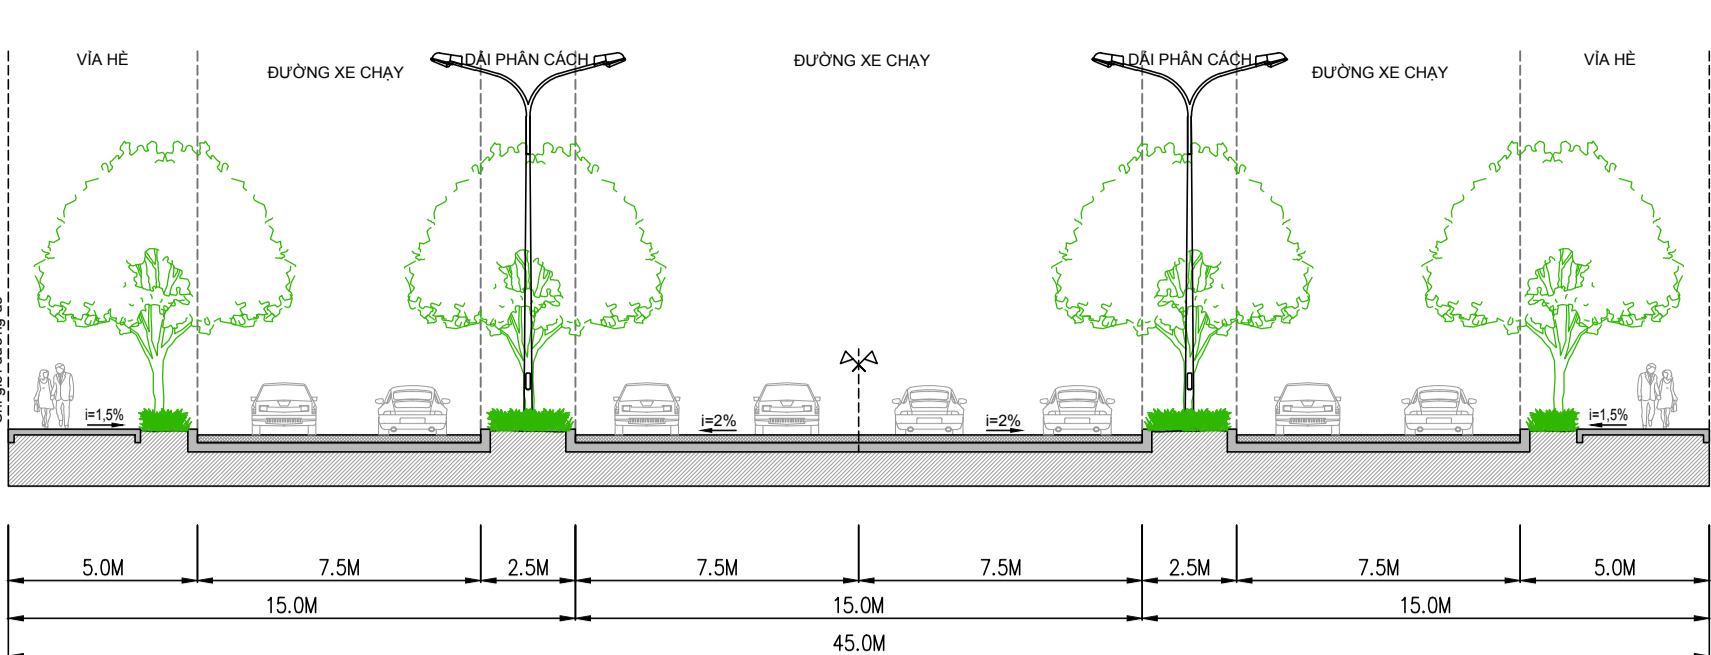 VỈA HÈ
ĐƯỜNG XE CHẠY
DẢI PHÂN CÁCH
ĐƯỜNG XE CHẠY
DẢI PHÂN CÁCH
ĐƯỜNG XE CHẠY
VỈA HÈ
i=1,5%
i=2%
i=2%
i=1,5%
5.0M 7.5M 2.5M 7.5M 7.5M 2.5M 7.5M 5.0M
15.0M 15.0M 15.0M
45.0M